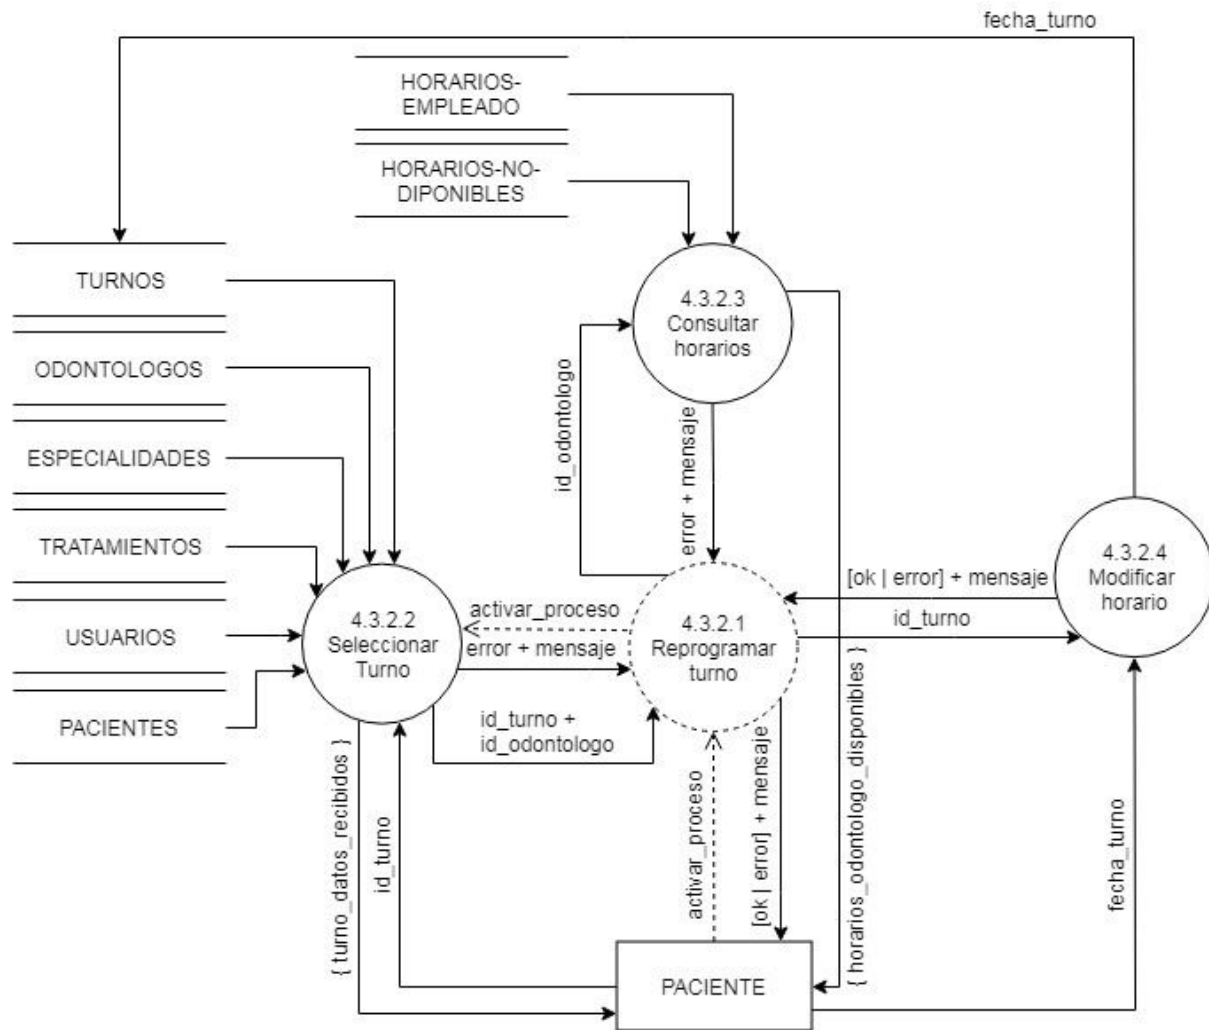 fecha_turno
HORARIOS-
EMPLEADO
HORARIOS-NO-
DIPONIBLES
TURNOS
ODONTOLOGOS
ESPECIALIDADES
TRATAMIENTOS
USUARIOS
PACIENTES
4.3.2.3
Consultar
horarios
id_odontologo
error + mensaje
4.3.2.2
Seleccionar
Turno
activar_proceso
error + mensaje
4.3.2.1
Reprogramar
turno
[ok | error] + mensaje
id_turno
4.3.2.4
Modificar
horario
id_turno +
id_odontologo
{ turno_datos_recibidos }
id_turno
activar_proceso
[ok | error] + mensaje
{ horarios_odontologo_disponibles }
fecha_turno
PACIENTE